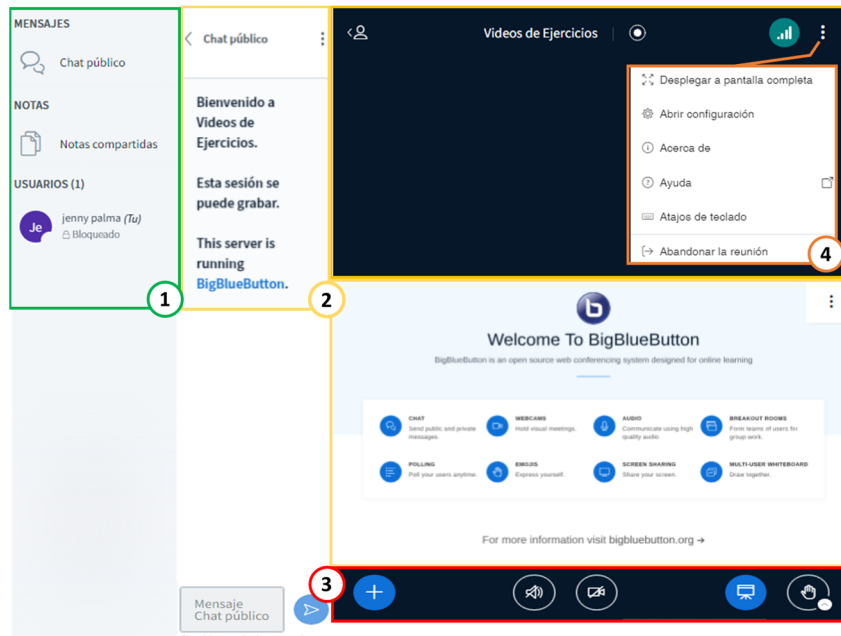 MENSAJES
Chat público
NOTAS
Notas compartidas
USUARIOS (1)
Je
jenny palma (Tu)
Bloqueado
1
Chat público
Bienvenido a
Videos de
Ejercicios.
Esta sesión se
puede grabar.
This server is
running
BigBlueButton.
2
Mensaje
Chat público
Videos de Ejercicios
Desplegar a pantalla completa
Abrir configuración
Acerca de
Ayuda
Atajos de teclado
Abandonar la reunión
4
b
Welcome To BigBlueButton
BigBlueButton is an open source web conferencing system designed for online learning
CHAT
Send public and private
messages.
WEBCAMS
Hold visual meetings.
AUDIO
Communicate using high
quality audio.
BREAKOUT ROOMS
Form teams of users for
group work.
POLLING
Poll your users anytime.
EMOJIS
Express yourself.
SCREEN SHARING
Share your screen.
MULTI-USER WHITEBOARD
Draw together.
For more information visit bigbluebutton.org →
3